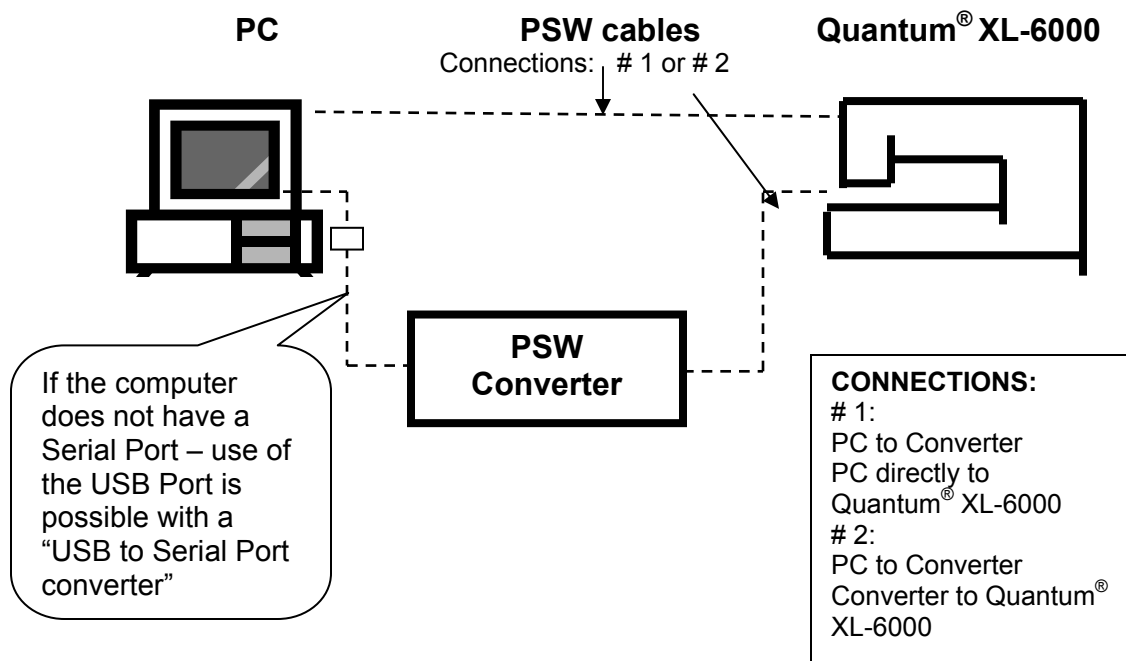 PC
PSW cables
Quantum® XL-6000
Connections: # 1 or # 2
PSW
Converter
If the computer
does not have a
Serial Port – use of
the USB Port is
possible with a
“USB to Serial Port
converter”
CONNECTIONS:
# 1:
PC to Converter
PC directly to
Quantum® XL-6000
# 2:
PC to Converter
Converter to Quantum®
XL-6000